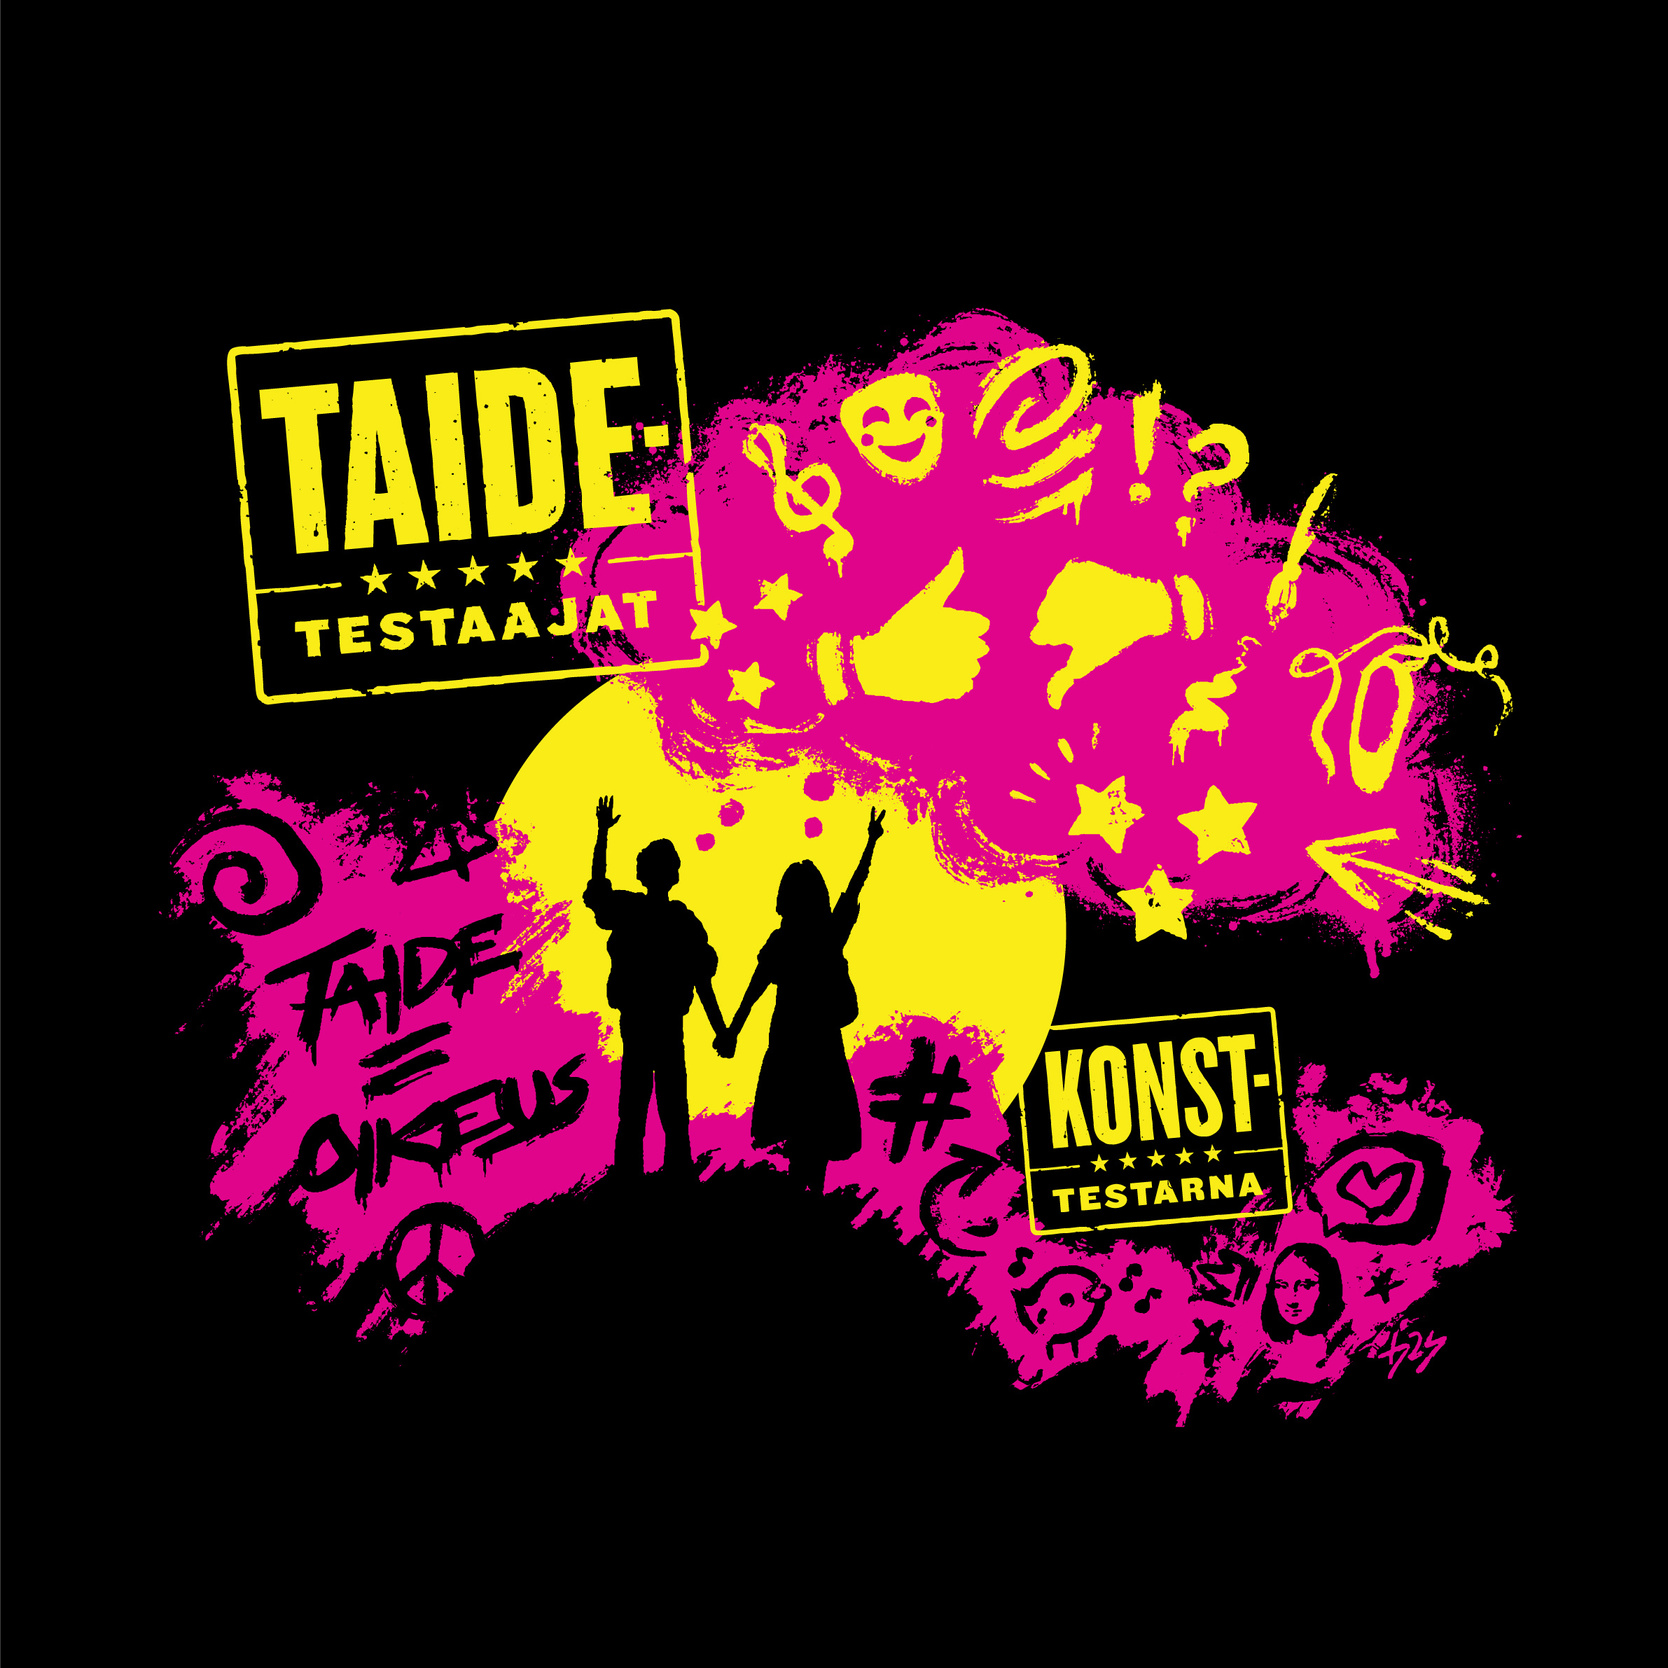 TAIDE-
TESTAAJAT
!?
TAIDE
=
OIKEUS
#
KONST-
TESTARNA